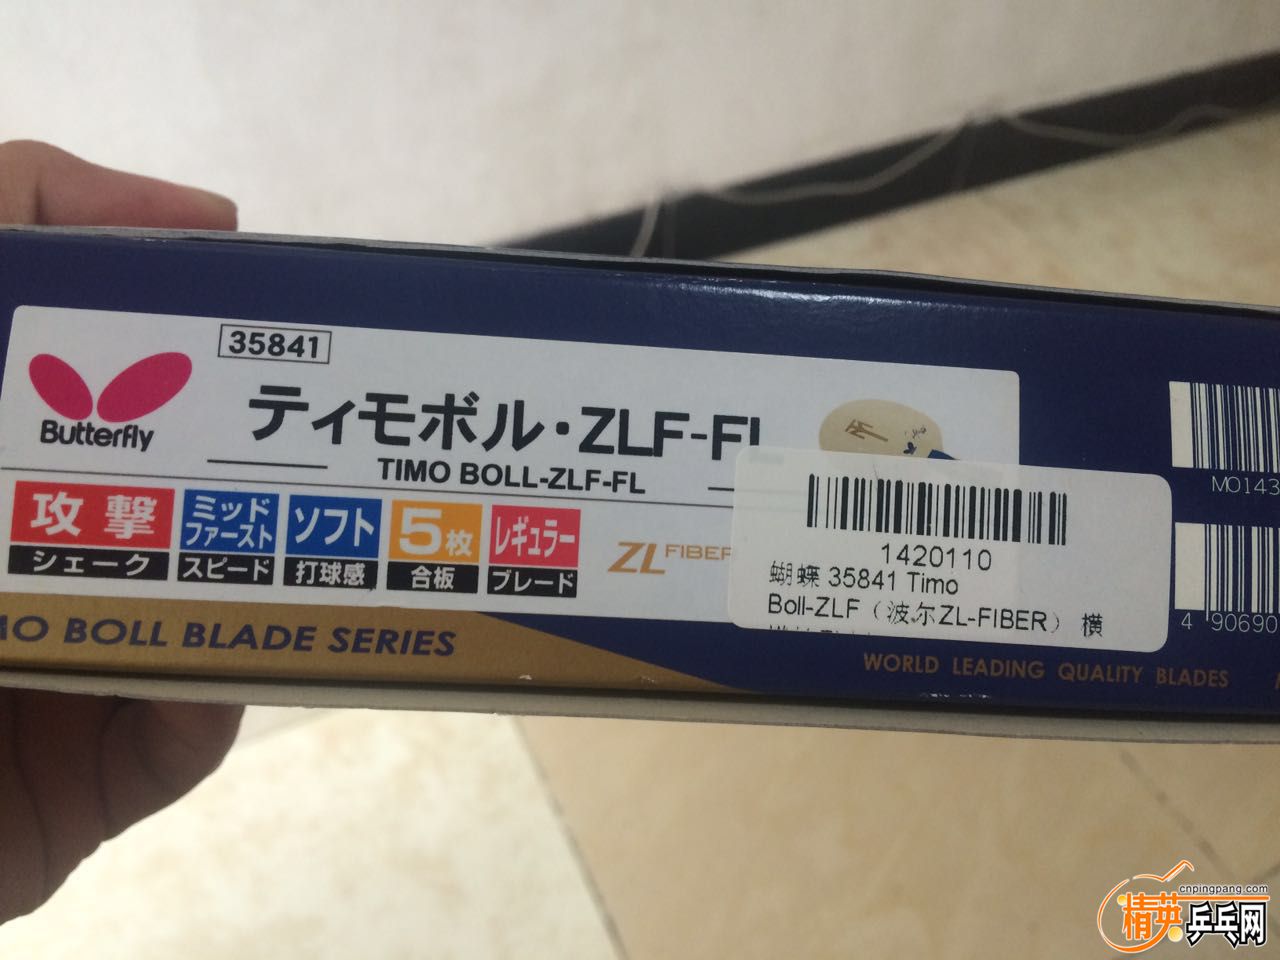 35841
Butterfly
ティモボル・ZLF-FL
TIMO BOLL-ZLF-FL
攻撃
シェーク
ミッド
ファースト
スピード
ソフト
打球感
5枚
合板
レギュラー
ブレード
ZL FIBER
1420110
蝴蝶 35841 Timo
Boll-ZLF（波尔ZL-FIBER） 横
MO143
4 90690
MO BOLL BLADE SERIES
WORLD LEADING QUALITY BLADES
cnpingpang.com
精英乒乓网